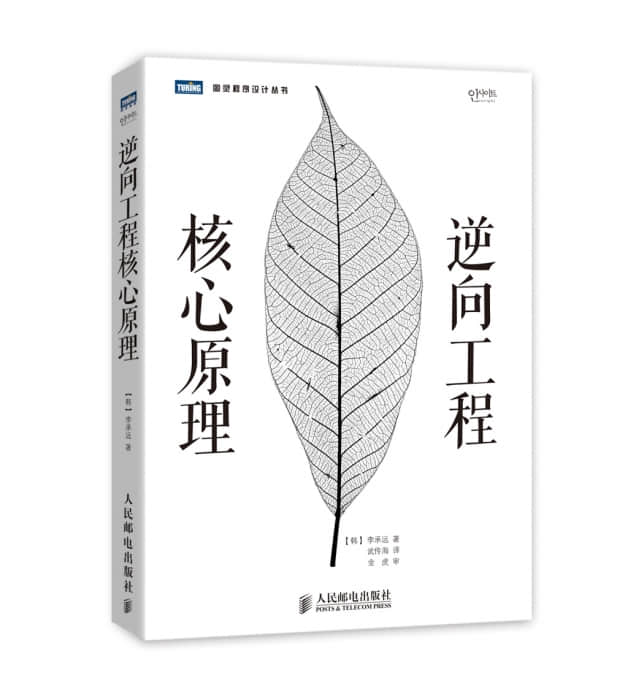 TURING
逆向工程核心原理
【韩】李承远 著
人民邮电出版社
TURING 图灵程序设计丛书
인사이트
逆向工程
核心原理
【韩】李承远 著
武传海 译
金虎 审
人民邮电出版社
POSTS & TELECOM PRESS